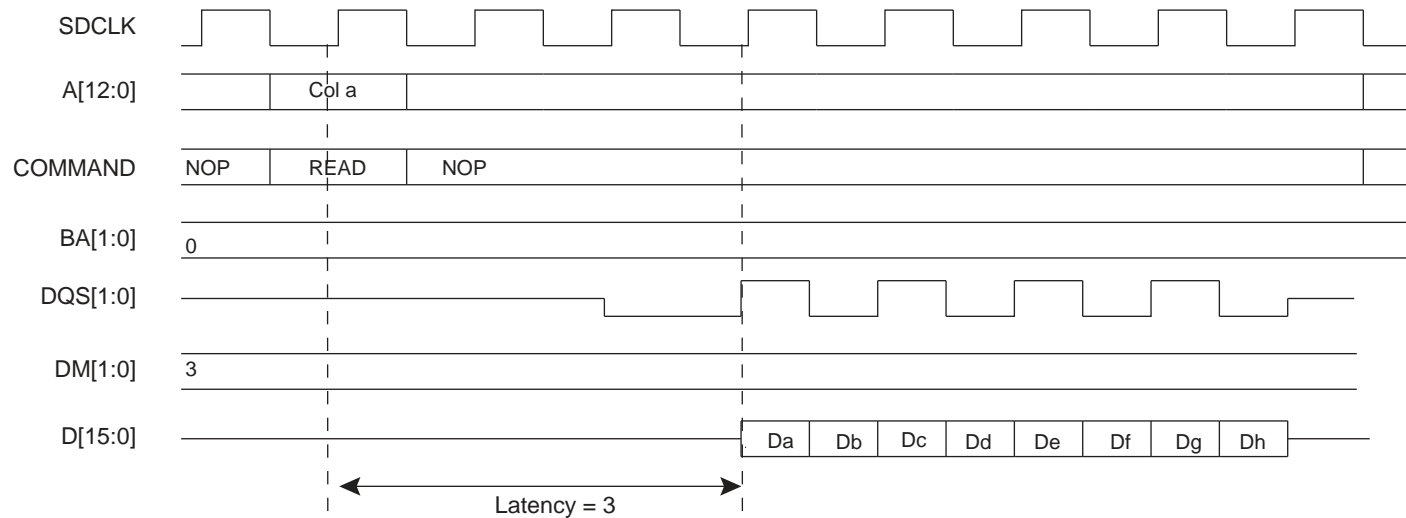 SDCLK
A[12:0] Col a
COMMAND NOP READ NOP
BA[1:0] 0
DQS[1:0]
DM[1:0] 3
D[15:0] Da Db Dc Dd De Df Dg Dh
Latency = 3